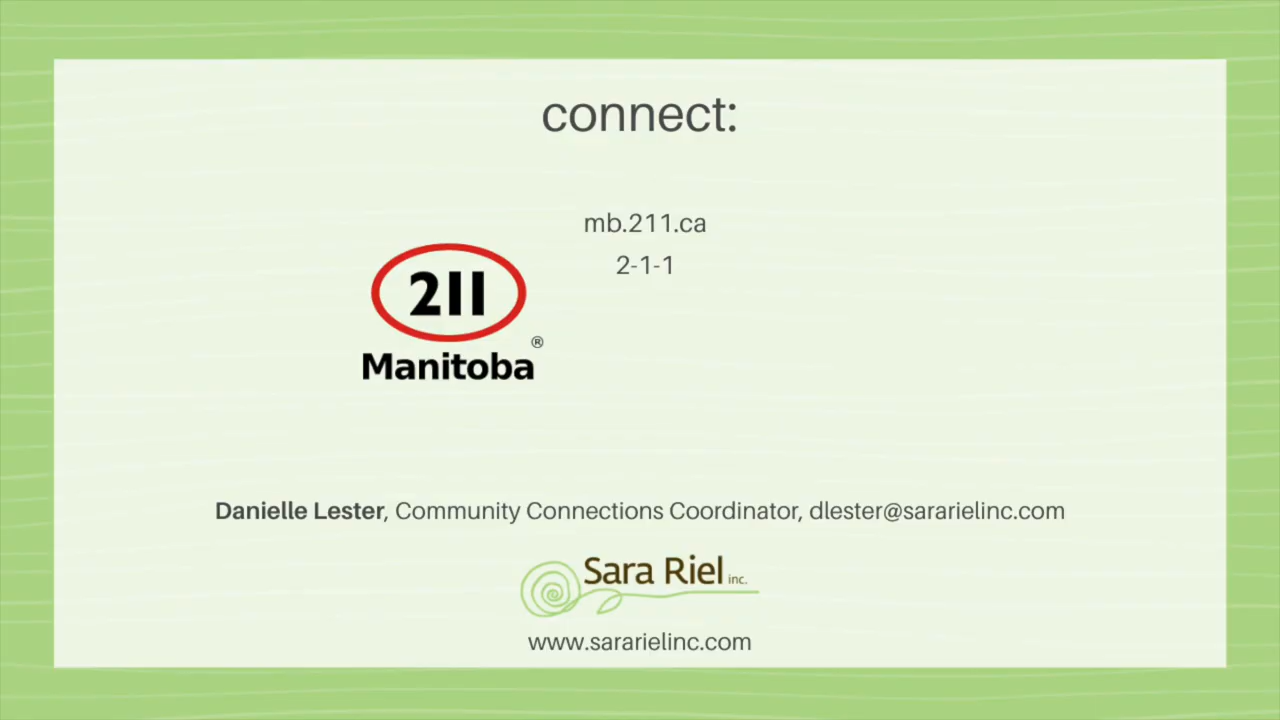 connect:
mb.211.ca
2-1-1
211
Manitoba®
Danielle Lester, Community Connections Coordinator, dlester@sararielinc.com
Sara Riel inc.
www.sararielinc.com